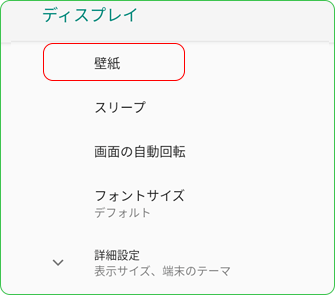 ディスプレイ
壁紙
スリープ
画面の自動回転
フォントサイズ
デフォルト
詳細設定
表示サイズ、端末のテーマ